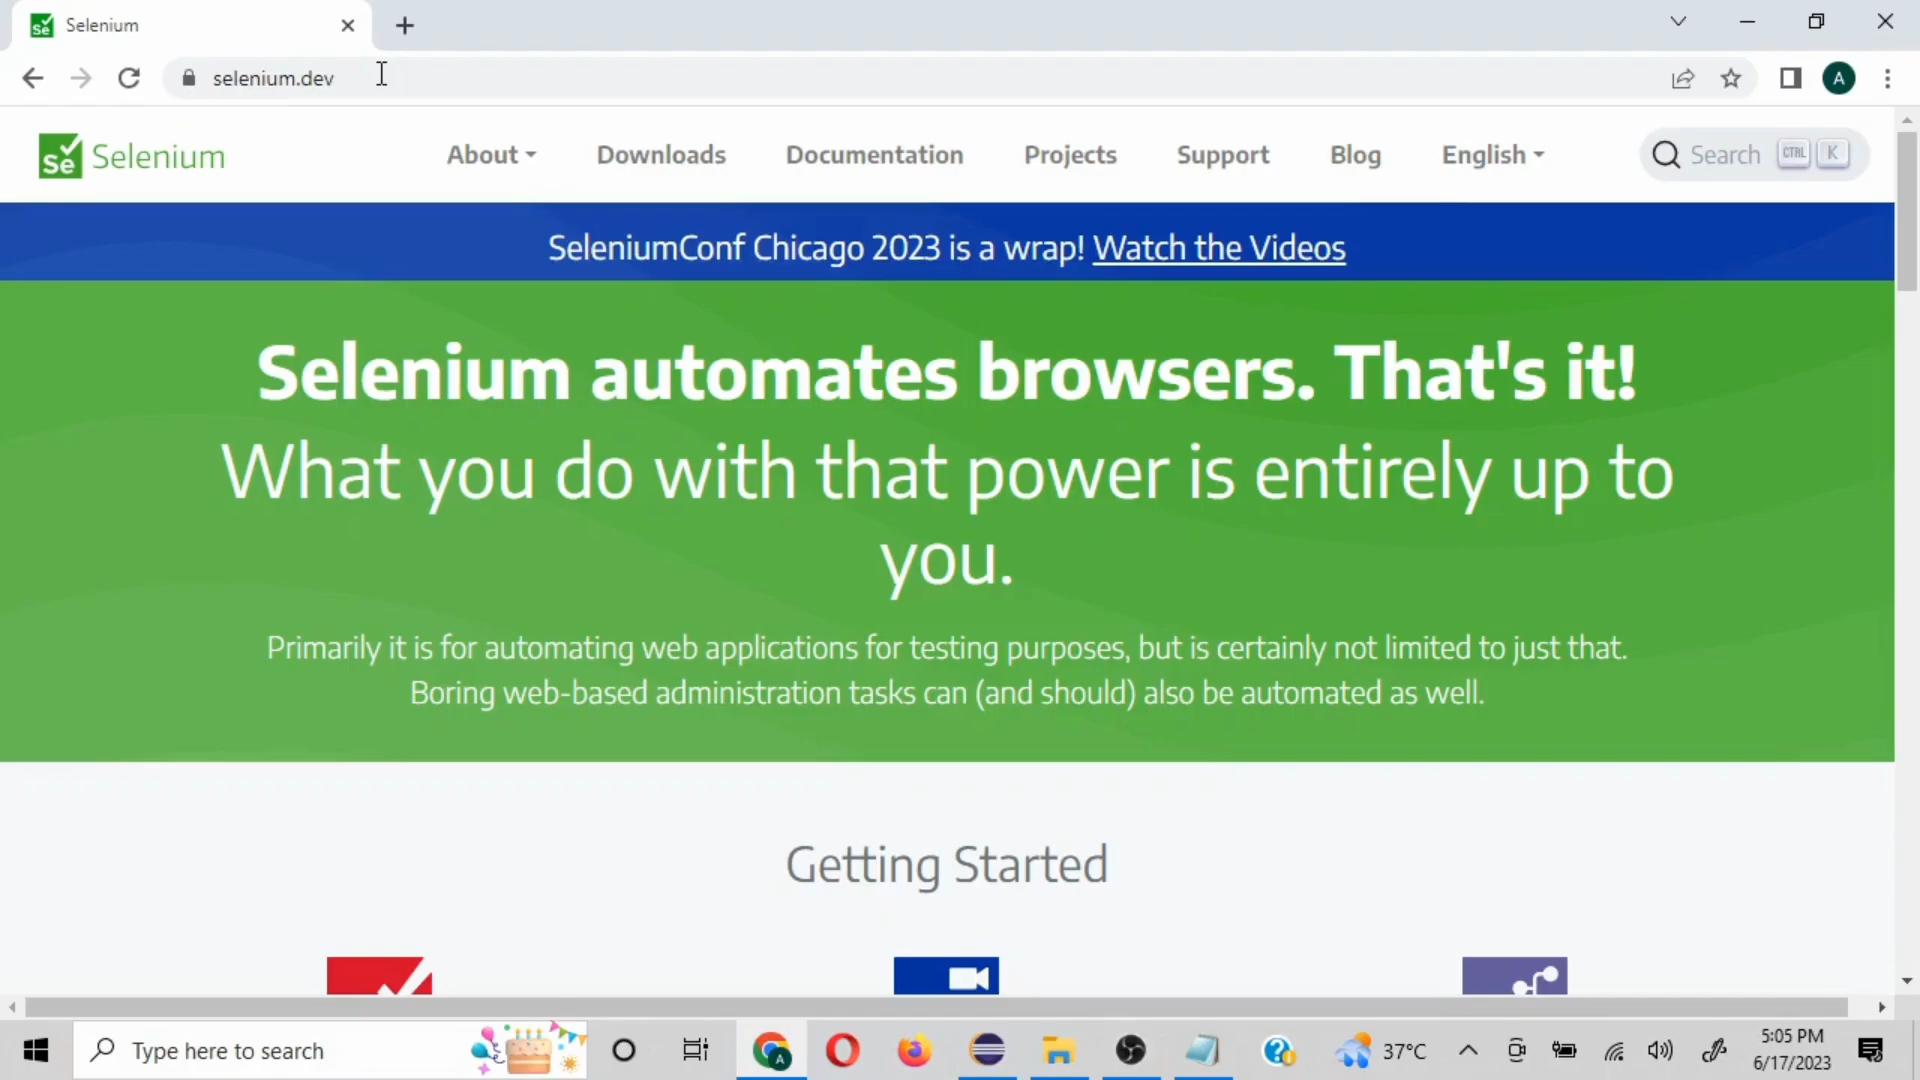 Selenium
selenium.dev
A
Se Selenium
About
Downloads
Documentation
Projects
Support
Blog
English
Search CTRL K
SeleniumConf Chicago 2023 is a wrap! Watch the Videos
Selenium automates browsers. That's it!
What you do with that power is entirely up to
you.
Primarily it is for automating web applications for testing purposes, but is certainly not limited to just that.
Boring web-based administration tasks can (and should) also be automated as well.
Getting Started
Type here to search
A
37°C
5:05 PM
6/17/2023